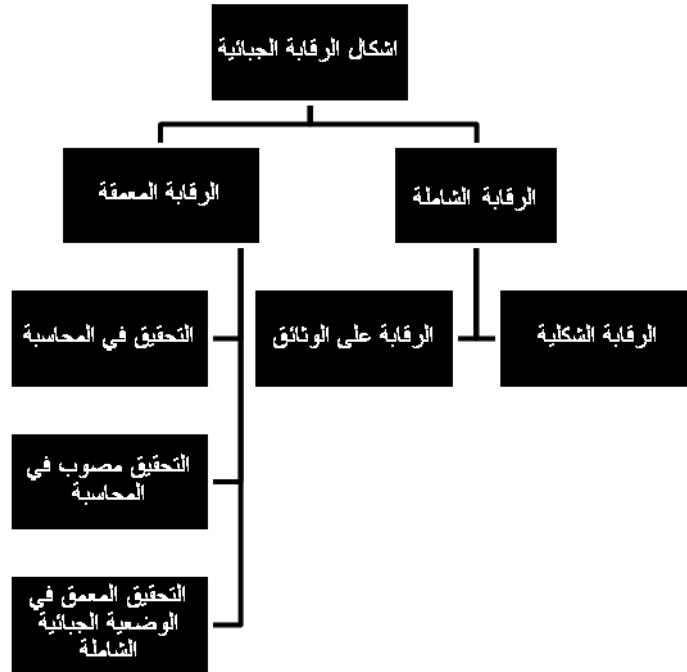 اشكال الرقابة الجبائية
الرقابة الشاملة
الرقابة المعمقة
الرقابة الشكلية
الرقابة على الوثائق
التحقيق في المحاسبة
التحقيق مصوب في
المحاسبة
التحقيق المعمق في
الوضعية الجبائية
الشاملة